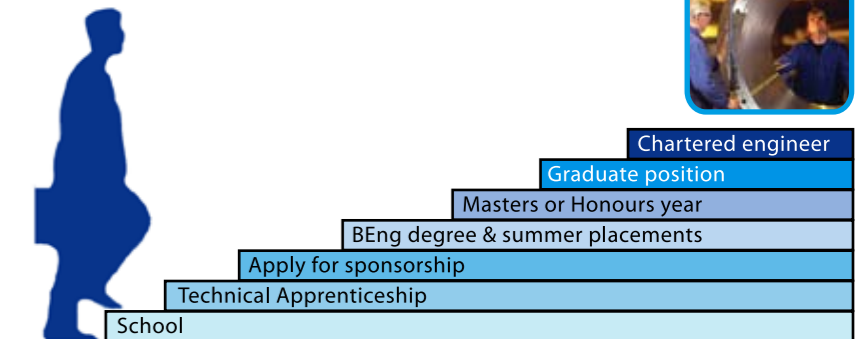 Chartered engineer
Graduate position
Masters or Honours year
BEng degree & summer placements
Apply for sponsorship
Technical Apprenticeship
School